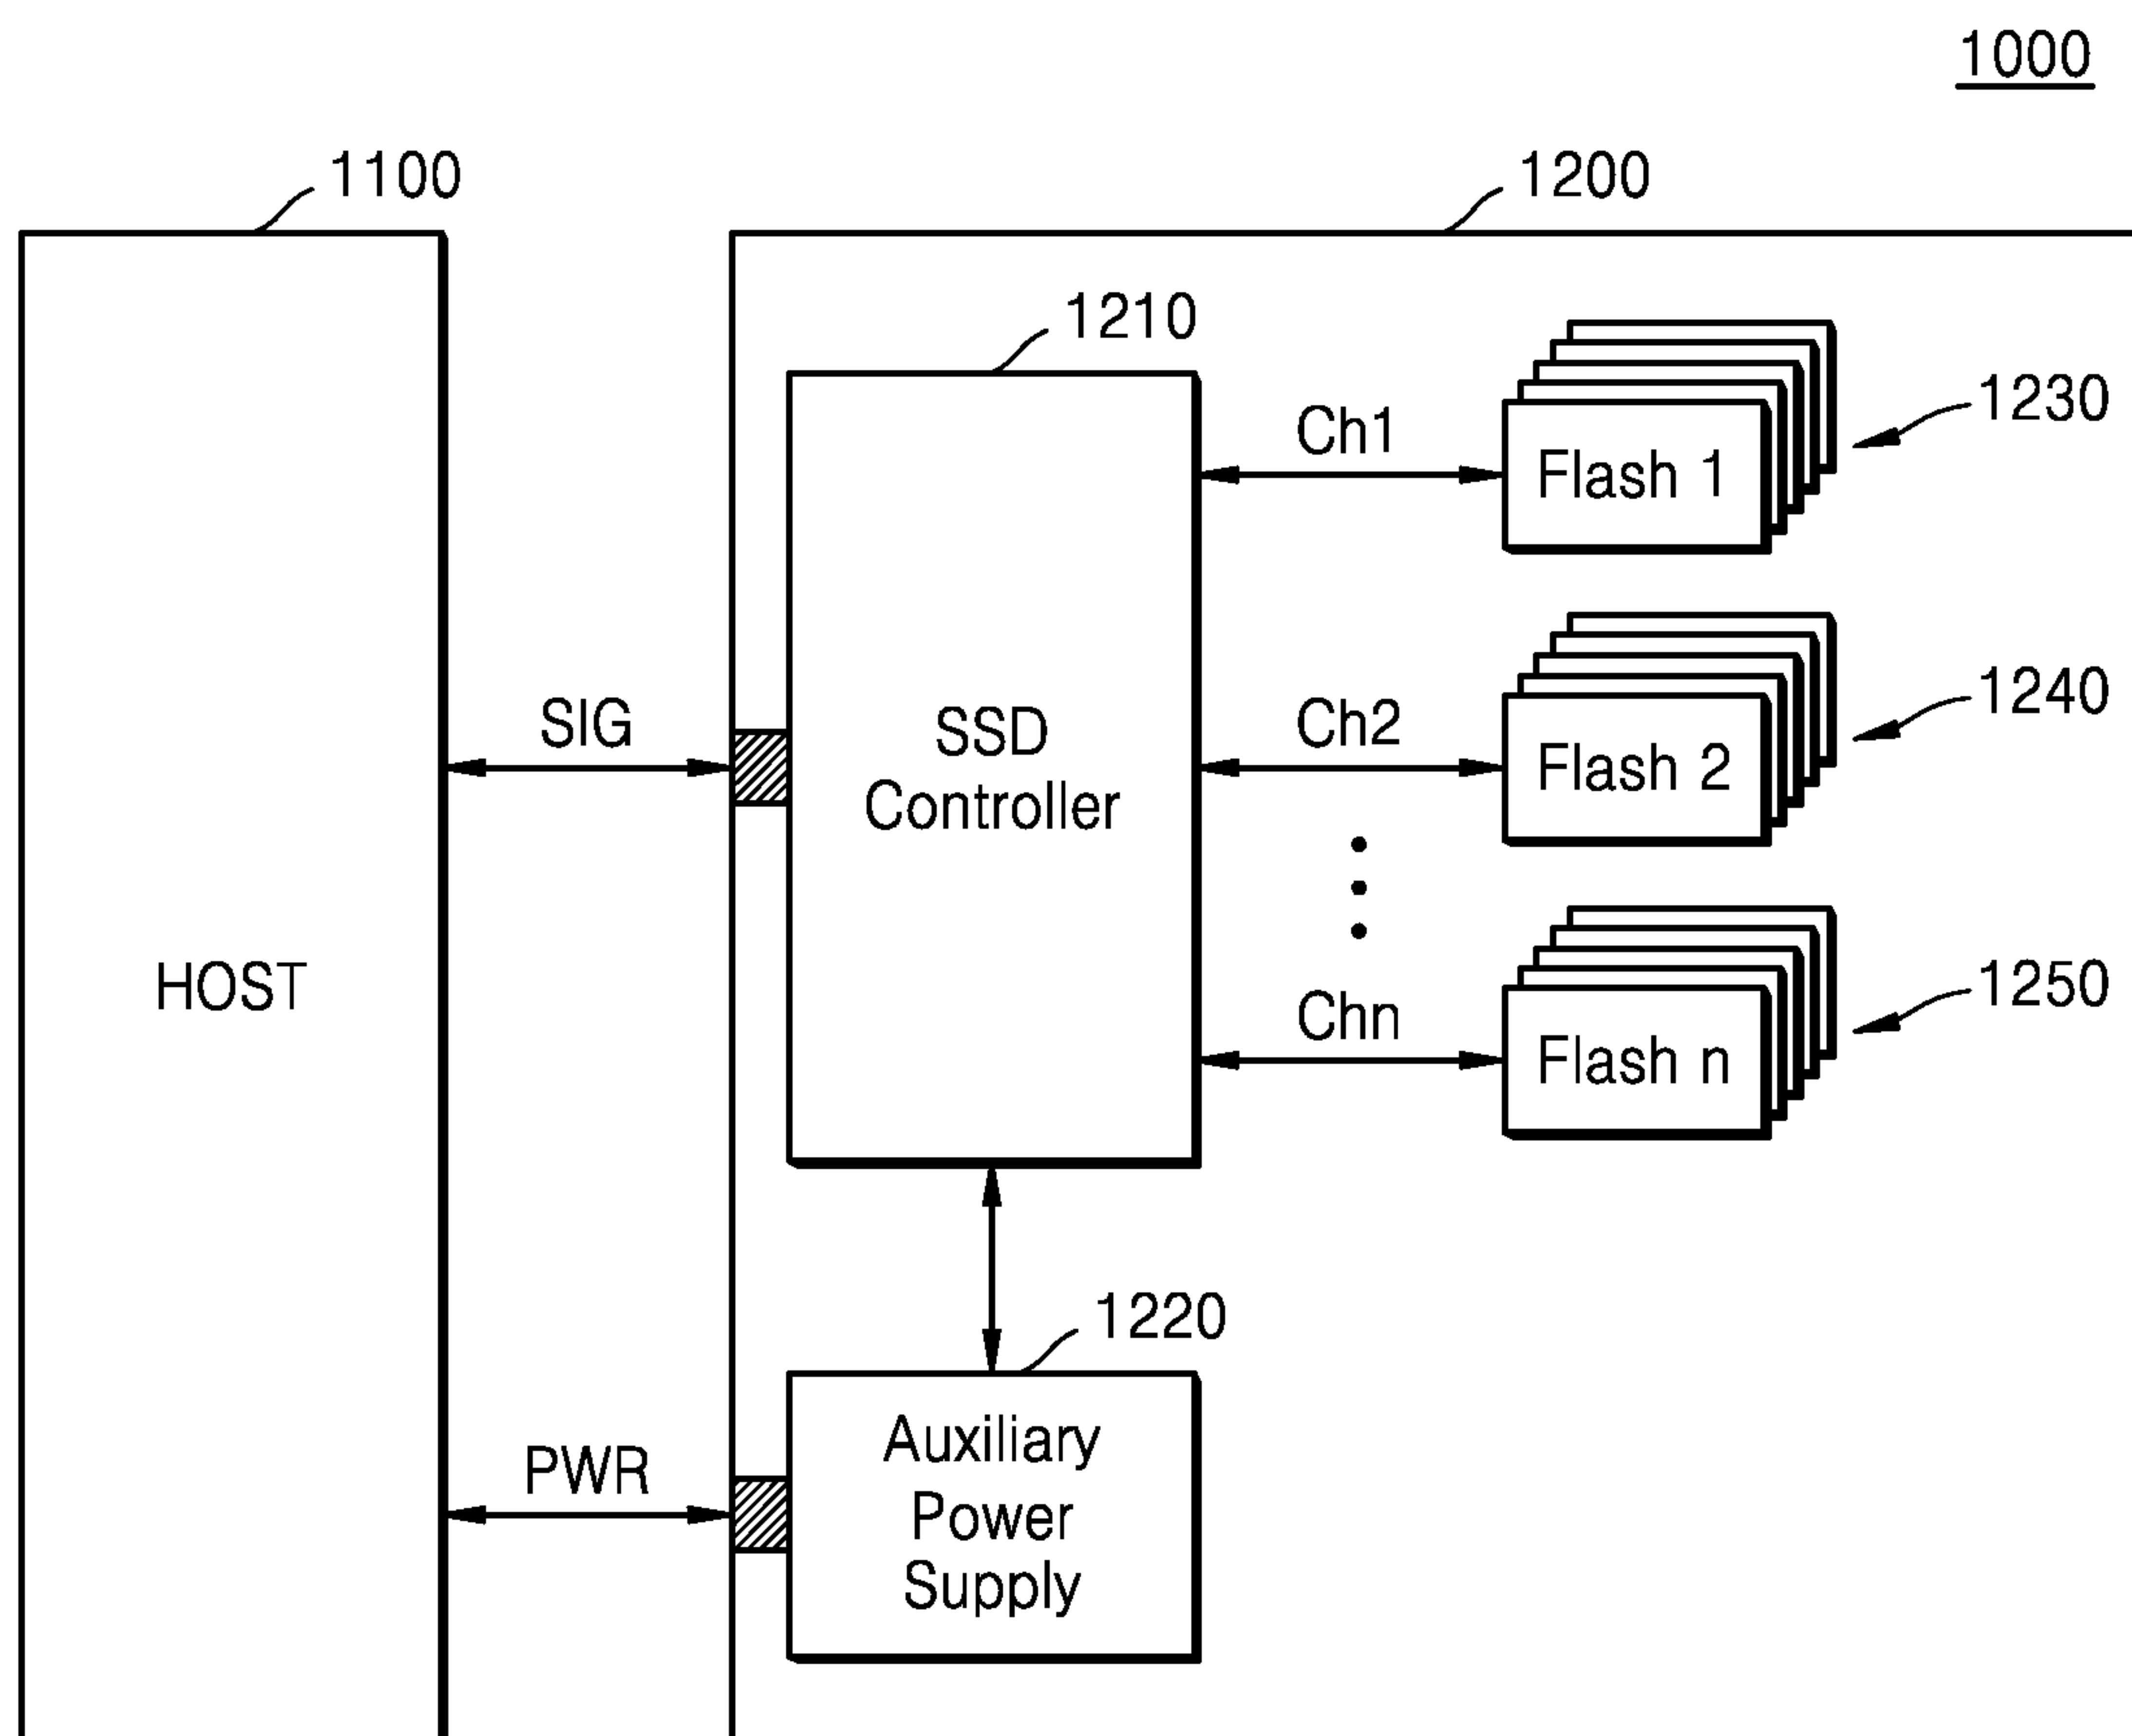 1000
1100
1200
1210
Ch1
Flash 1
1230
SIG
SSD
Controller
Ch2
Flash 2
1240
HOST
Chn
Flash n
1250
1220
PWR
Auxiliary
Power
Supply